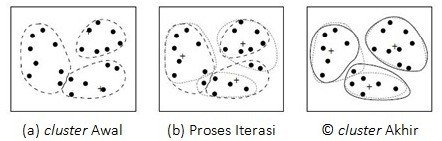 (a) cluster Awal
(b) Proses Iterasi
© cluster Akhir